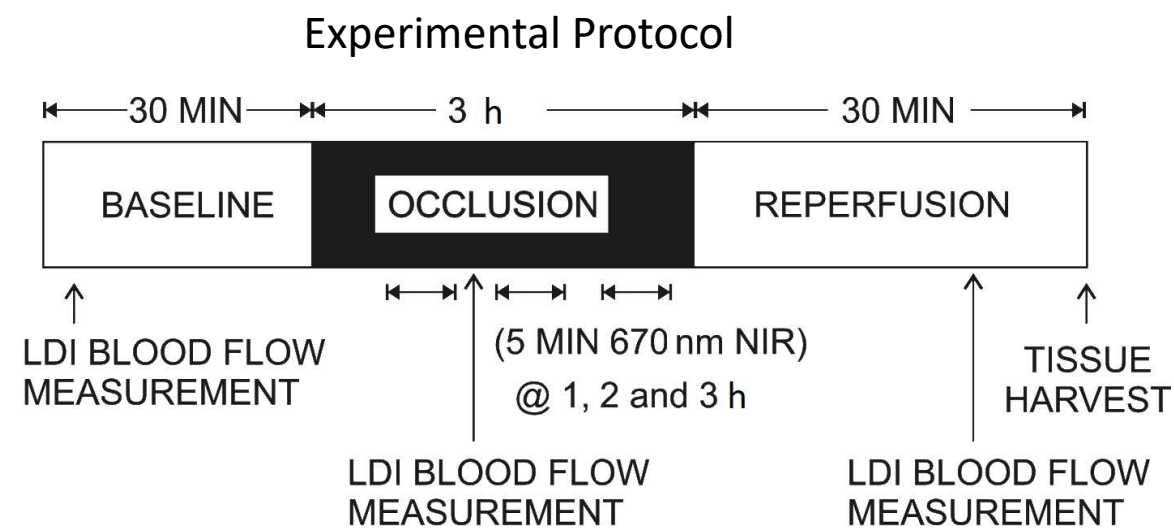 Experimental Protocol
30 MIN 3 h 30 MIN
BASELINE OCCLUSION REPERFUSION
LDI BLOOD FLOW
MEASUREMENT
(5 MIN 670 nm NIR)
@ 1, 2 and 3 h
TISSUE
HARVEST
LDI BLOOD FLOW
MEASUREMENT
LDI BLOOD FLOW
MEASUREMENT